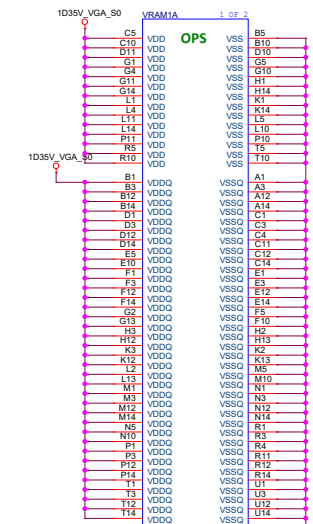 1D35V_VGA_S0
VRAM1A 1 OF 2
OPS
C5 VDD VSS B5
C10 VDD VSS B10
D11 VDD VSS D10
G1 VDD VSS G5
G4 VDD VSS G10
G11 VDD VSS H1
G14 VDD VSS H14
L1 VDD VSS K1
L4 VDD VSS K14
L11 VDD VSS L5
L14 VDD VSS L10
P11 VDD VSS P10
R5 VDD VSS T5
R10 VDD VSS T10
1D35V_VGA_S0
B1 VDDQ VSSQ A1
B3 VDDQ VSSQ A3
B12 VDDQ VSSQ A12
B14 VDDQ VSSQ A14
D1 VDDQ VSSQ C1
D3 VDDQ VSSQ C3
D12 VDDQ VSSQ C4
D14 VDDQ VSSQ C11
E5 VDDQ VSSQ C12
E10 VDDQ VSSQ C14
F1 VDDQ VSSQ E1
F3 VDDQ VSSQ E3
F12 VDDQ VSSQ E12
F14 VDDQ VSSQ E14
G2 VDDQ VSSQ F5
G13 VDDQ VSSQ F10
H3 VDDQ VSSQ H2
H12 VDDQ VSSQ H13
K3 VDDQ VSSQ K2
K12 VDDQ VSSQ K13
L2 VDDQ VSSQ M5
L13 VDDQ VSSQ M10
M1 VDDQ VSSQ N1
M3 VDDQ VSSQ N3
M12 VDDQ VSSQ N12
M14 VDDQ VSSQ N14
N5 VDDQ VSSQ R1
N10 VDDQ VSSQ R3
P1 VDDQ VSSQ R4
P3 VDDQ VSSQ R11
P12 VDDQ VSSQ R12
P14 VDDQ VSSQ R14
T1 VDDQ VSSQ U1
T3 VDDQ VSSQ U3
T12 VDDQ VSSQ U12
T14 VDDQ VSSQ U14